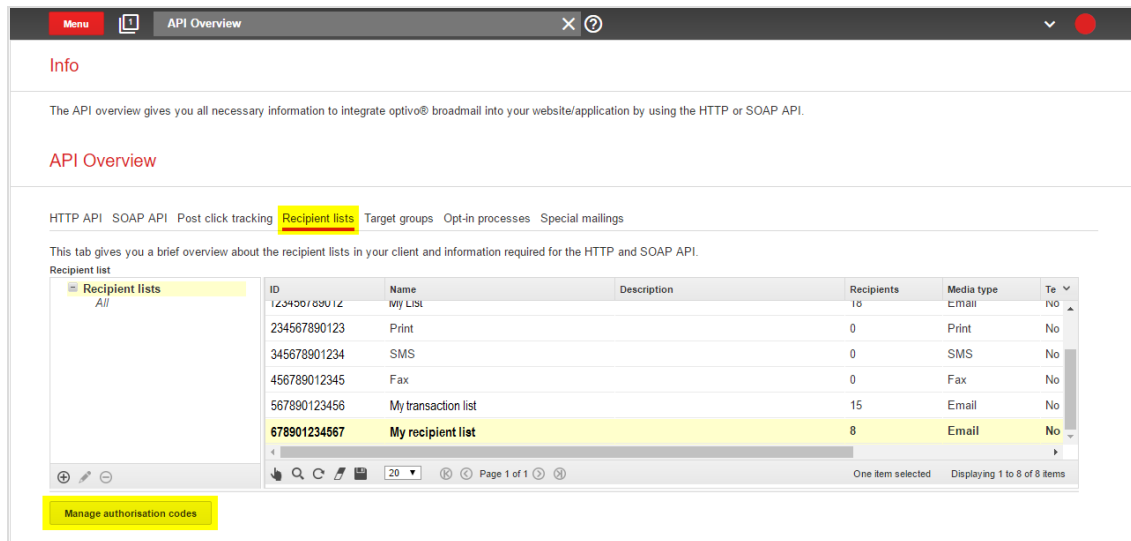 Menu 1 API Overview
Info
The API overview gives you all necessary information to integrate optivo® broadmail into your website/application by using the HTTP or SOAP API.
API Overview
HTTP API SOAP API Post click tracking Recipient lists Target groups Opt-in processes Special mailings
This tab gives you a brief overview about the recipient lists in your client and information required for the HTTP and SOAP API.
Recipient list
Recipient lists
All
ID Name Description Recipients Media type Te
123456789012 My List 18 Email No
234567890123 Print 0 Print No
345678901234 SMS 0 SMS No
456789012345 Fax 0 Fax No
567890123456 My transaction list 15 Email No
678901234567 My recipient list 8 Email No
20 Page 1 of 1 One item selected Displaying 1 to 8 of 8 items
Manage authorisation codes